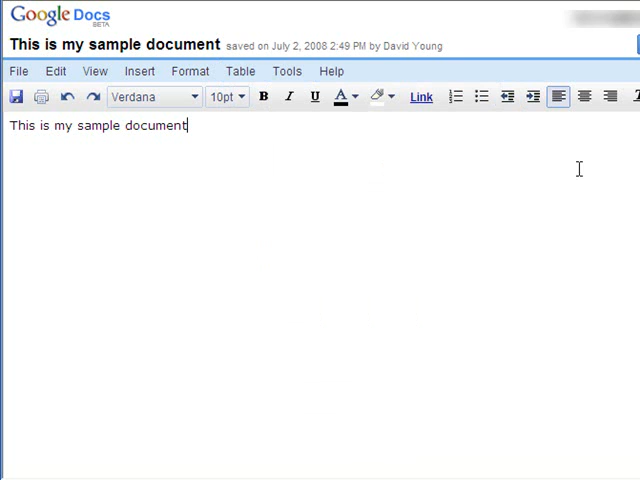 Google Docs
BETA
This is my sample document saved on July 2, 2008 2:49 PM by David Young
File Edit View Insert Format Table Tools Help
Verdana 10pt B I U A Link
This is my sample document